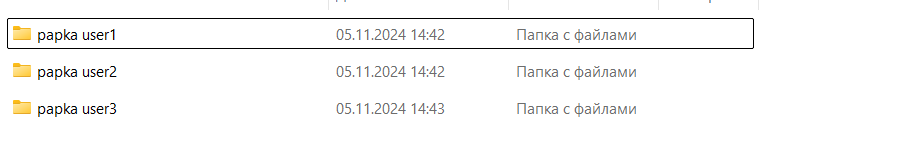 papka user1 05.11.2024 14:42 Папка с файлами
papka user2 05.11.2024 14:42 Папка с файлами
papka user3 05.11.2024 14:43 Папка с файлами